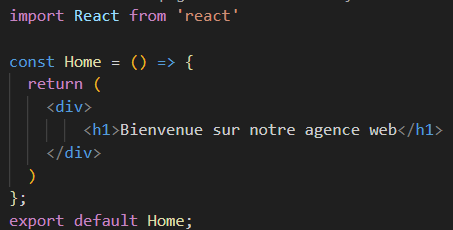 import React from 'react'
const Home = () => {
return (
<div>
<h1>Bienvenue sur notre agence web</h1>
</div>
)
};
export default Home;